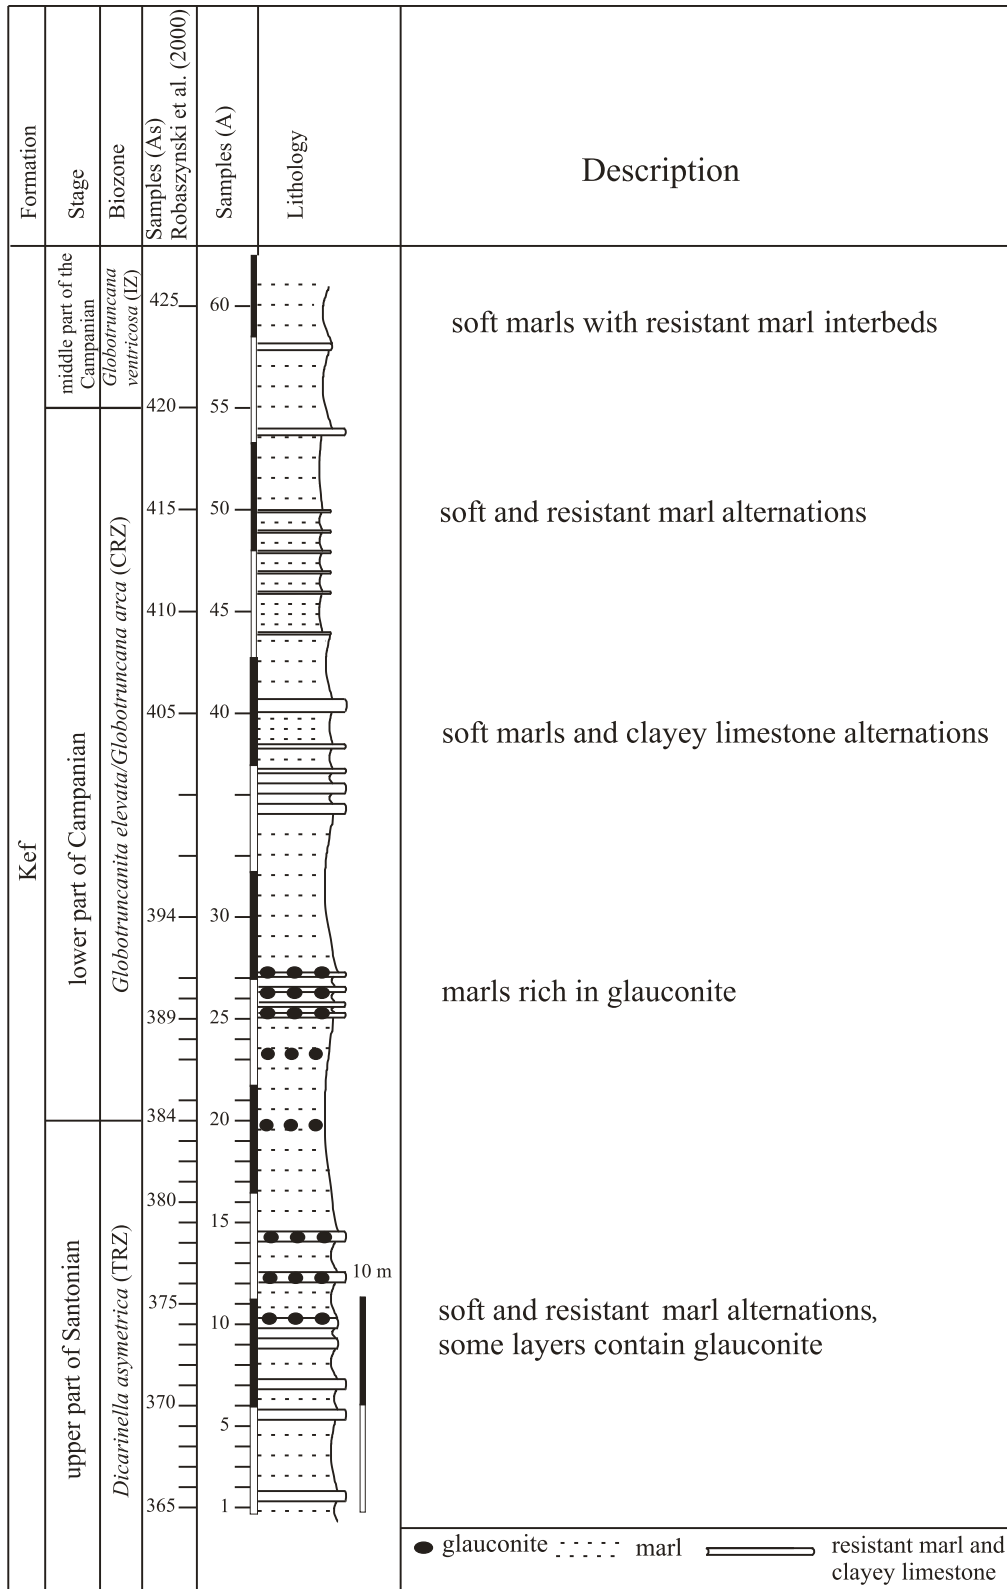 Formation
Stage
Biozone
Samples (As)
Robaszynski et al. (2000)
Samples (A)
Lithology
Description
Kef
middle part of the
Campanian
lower part of Campanian
upper part of Santonian
Globotruncana
ventricosa (IZ)
Globotruncanita elevata/Globotruncana arca (CRZ)
Dicarinella asymetrica (TRZ)
425
420
415
410
405
394
389
384
380
375
370
365
60
55
50
45
40
30
25
20
15
10
5
1
10 m
soft marls with resistant marl interbeds
soft and resistant marl alternations
soft marls and clayey limestone alternations
marls rich in glauconite
soft and resistant marl alternations,
some layers contain glauconite
glauconite
marl
resistant marl and
clayey limestone